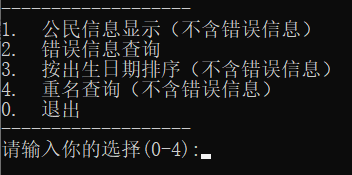 --------------------
1.  公民信息显示（不含错误信息）
2.  错误信息查询
3.  按出生日期排序（不含错误信息）
4.  重名查询（不含错误信息）
0.  退出
--------------------
请输入你的选择(0-4):